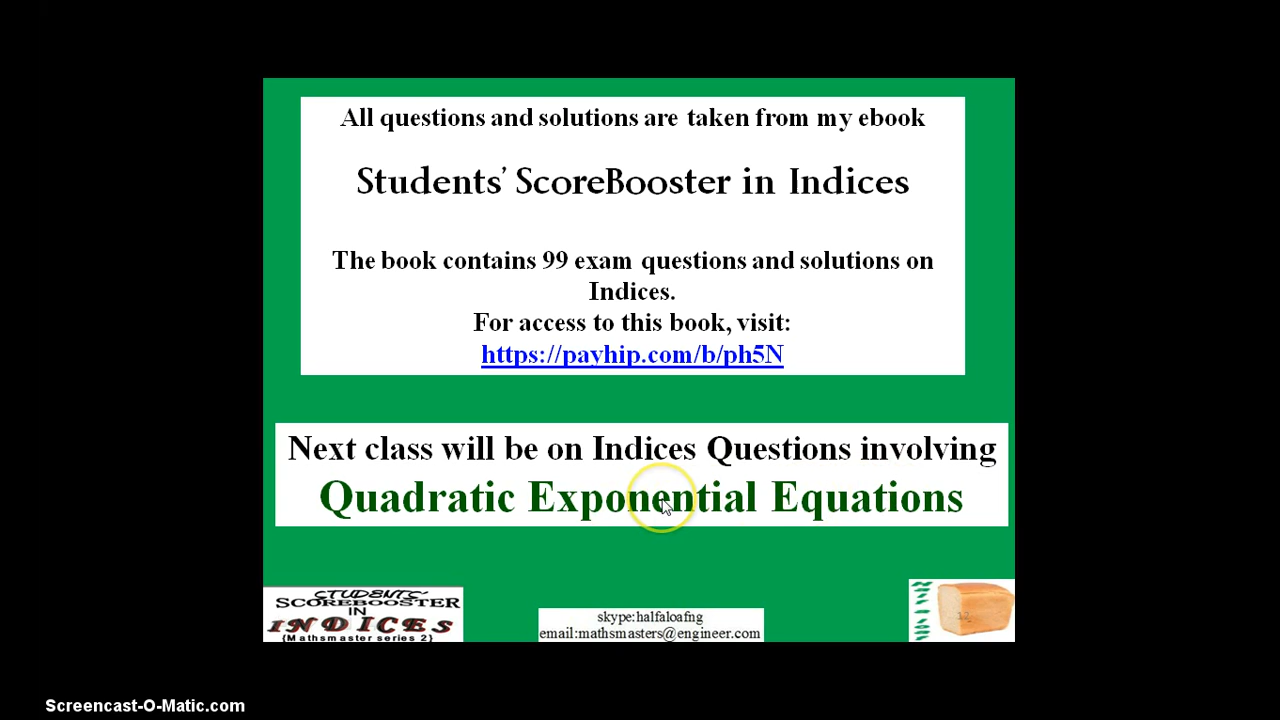 All questions and solutions are taken from my ebook
Students' ScoreBooster in Indices
The book contains 99 exam questions and solutions on
Indices.
For access to this book, visit:
https://payhip.com/b/ph5N
Next class will be on Indices Questions involving
Quadratic Exponential Equations
STUDENTS'
SCOREBOOSTER
IN
INDICES
{Mathsmaster series 2}
skype:halfaloafng
email:mathsmasters@engineer.com
Screencast-O-Matic.com